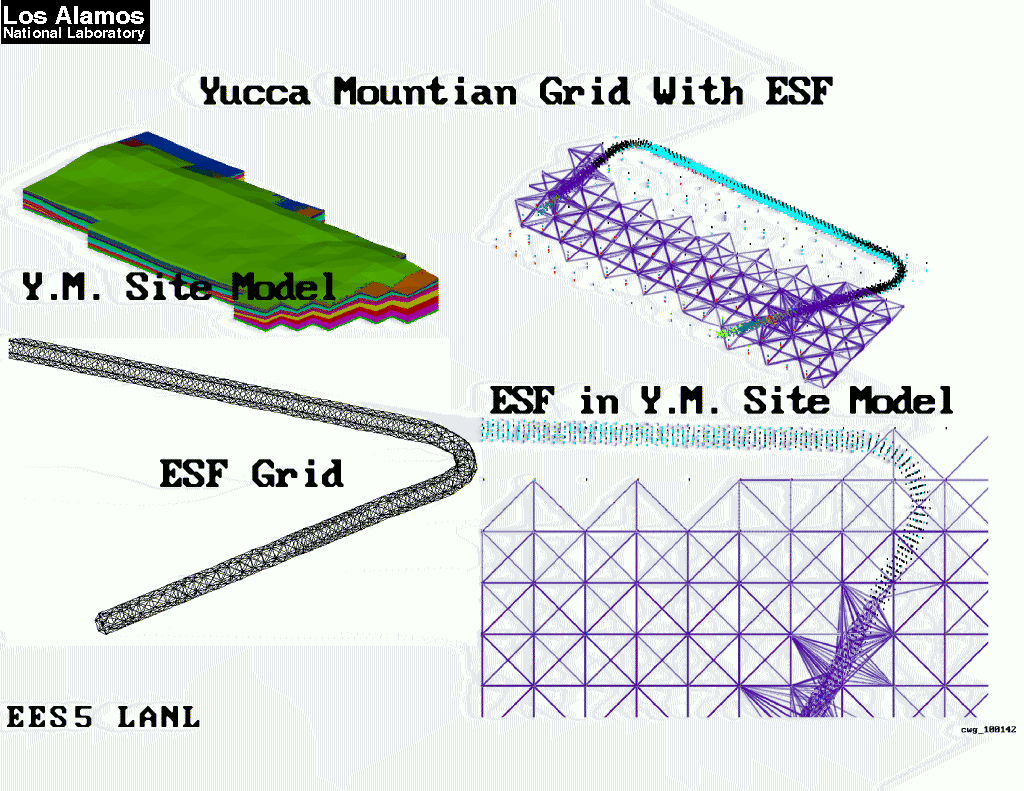 Los Alamos
National Laboratory
Yucca Mountian Grid With ESF
Y.M. Site Model
ESF in Y.M. Site Model
ESF Grid
EES5 LANL
cwg_100142